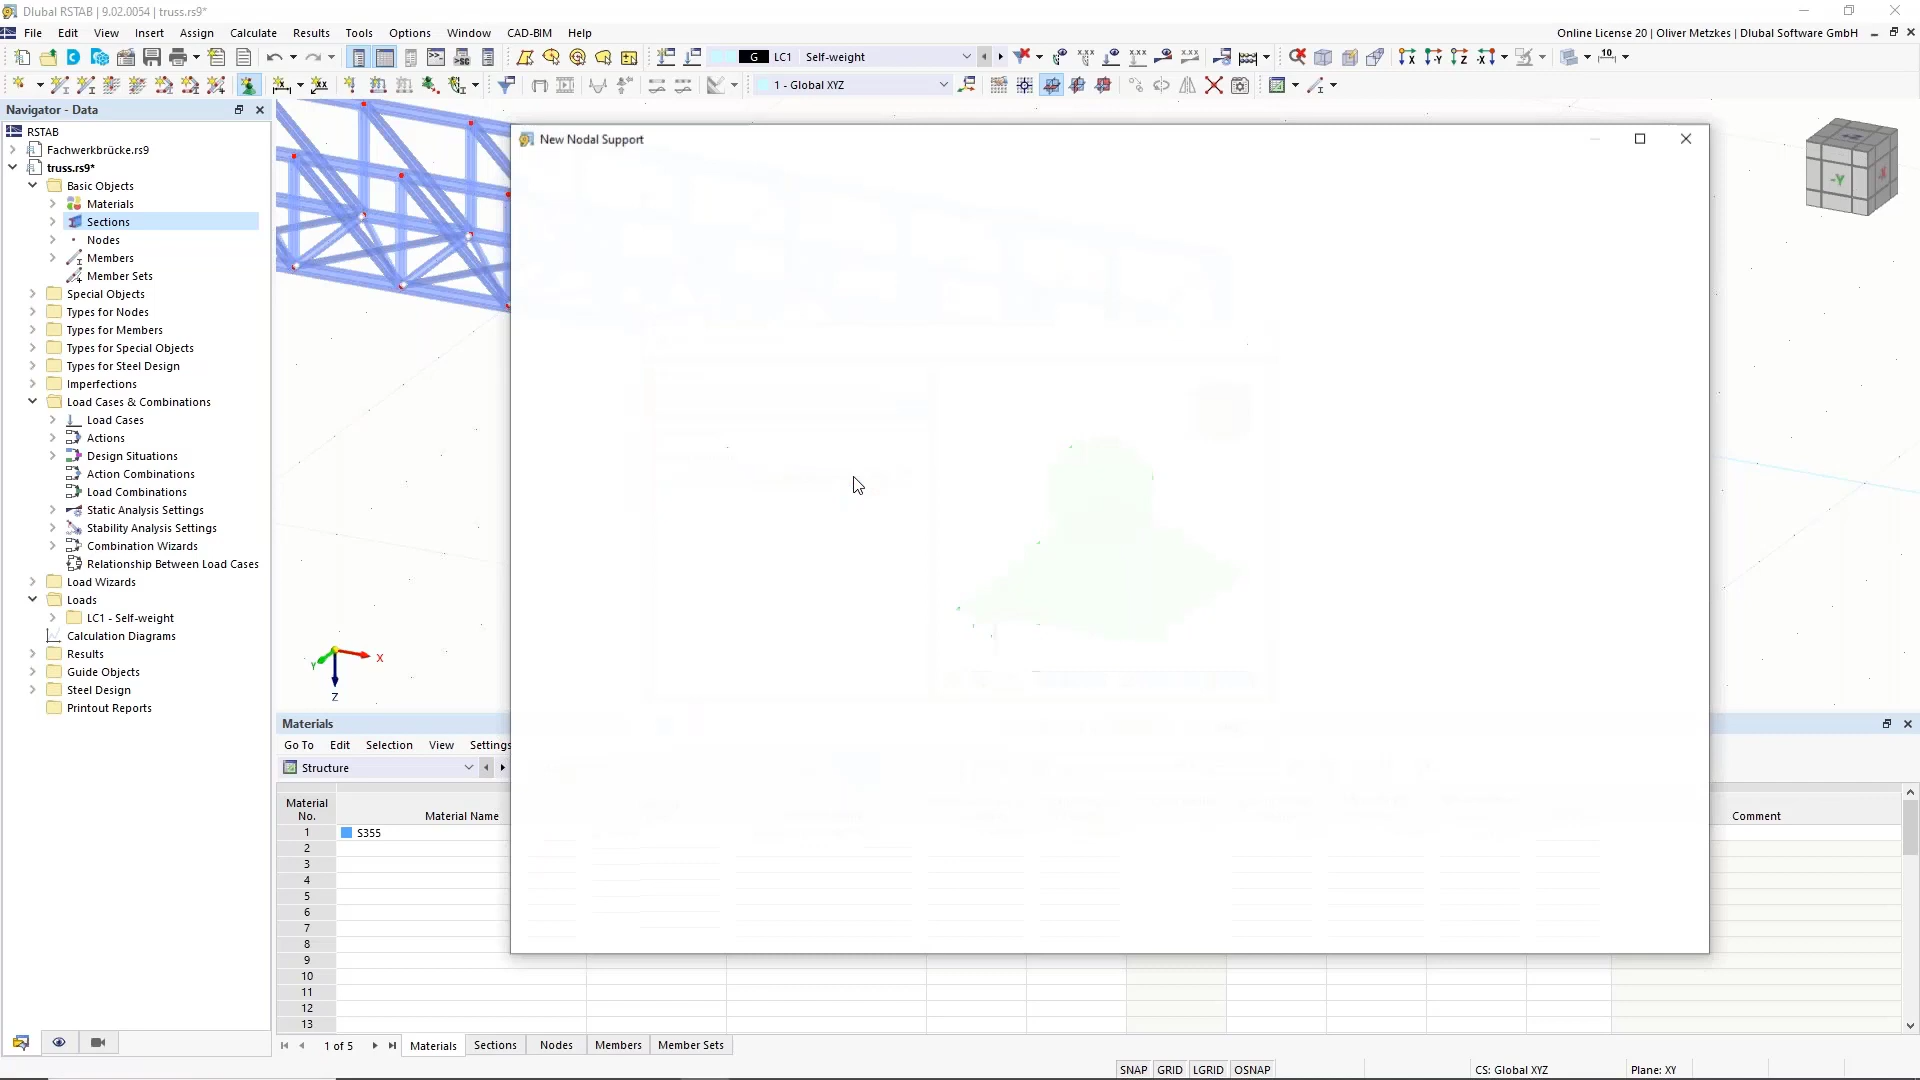 Dlubal RSTAB | 9.02.0054 | truss.rs9*
File Edit View Insert Assign Calculate Results Tools Options Window CAD-BIM Help
Online License 20 | Oliver Metzkes | Dlubal Software GmbH
G LC1 Self-weight
1 - Global XYZ
Navigator - Data
RSTAB
Fachwerkbrücke.rs9
truss.rs9*
Basic Objects
Materials
Sections
Nodes
Members
Member Sets
Special Objects
Types for Nodes
Types for Members
Types for Special Objects
Types for Steel Design
Imperfections
Load Cases & Combinations
Load Cases
Actions
Design Situations
Action Combinations
Load Combinations
Static Analysis Settings
Stability Analysis Settings
Combination Wizards
Relationship Between Load Cases
Load Wizards
Loads
LC1 - Self-weight
Calculation Diagrams
Results
Guide Objects
Steel Design
Printout Reports
New Nodal Support
-Y
-X
X
Y
Z
Materials
Go To Edit Selection View Settings
Structure
Material No.
Material Name
Comment
1 S355
2
3
4
5
6
7
8
9
10
11
12
13
1 of 5 Materials Sections Nodes Members Member Sets
SNAP GRID LGRID OSNAP CS: Global XYZ Plane: XY